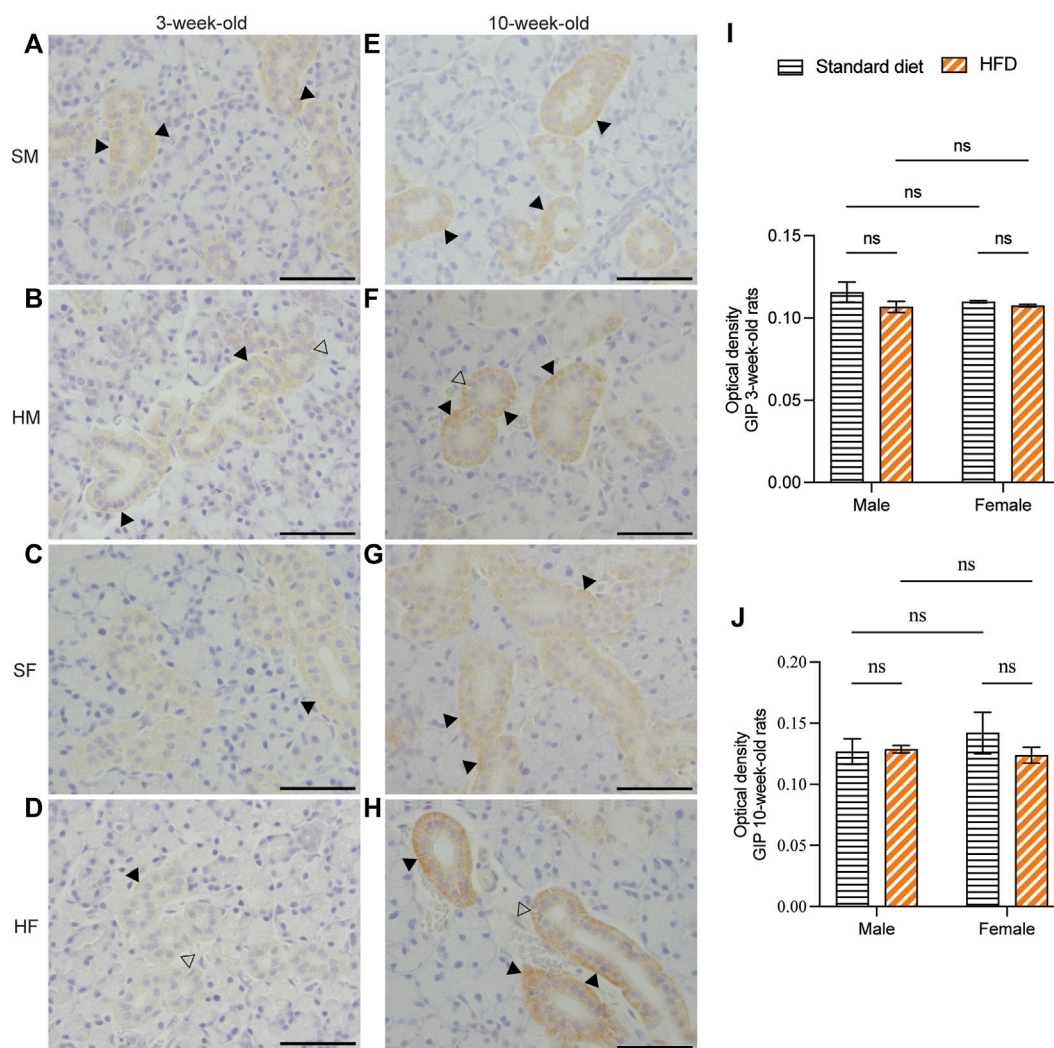 3-week-old
10-week-old
A
E
SM
B
F
HM
C
G
SF
D
H
HF
I
Standard diet
HFD
ns
ns
ns
ns
0.15
0.10
0.05
0.00
Optical density
GIP 3-week-old rats
Male
Female
J
ns
ns
ns
ns
0.20
0.15
0.10
0.05
0.00
Optical density
GIP 10-week-old rats
Male
Female